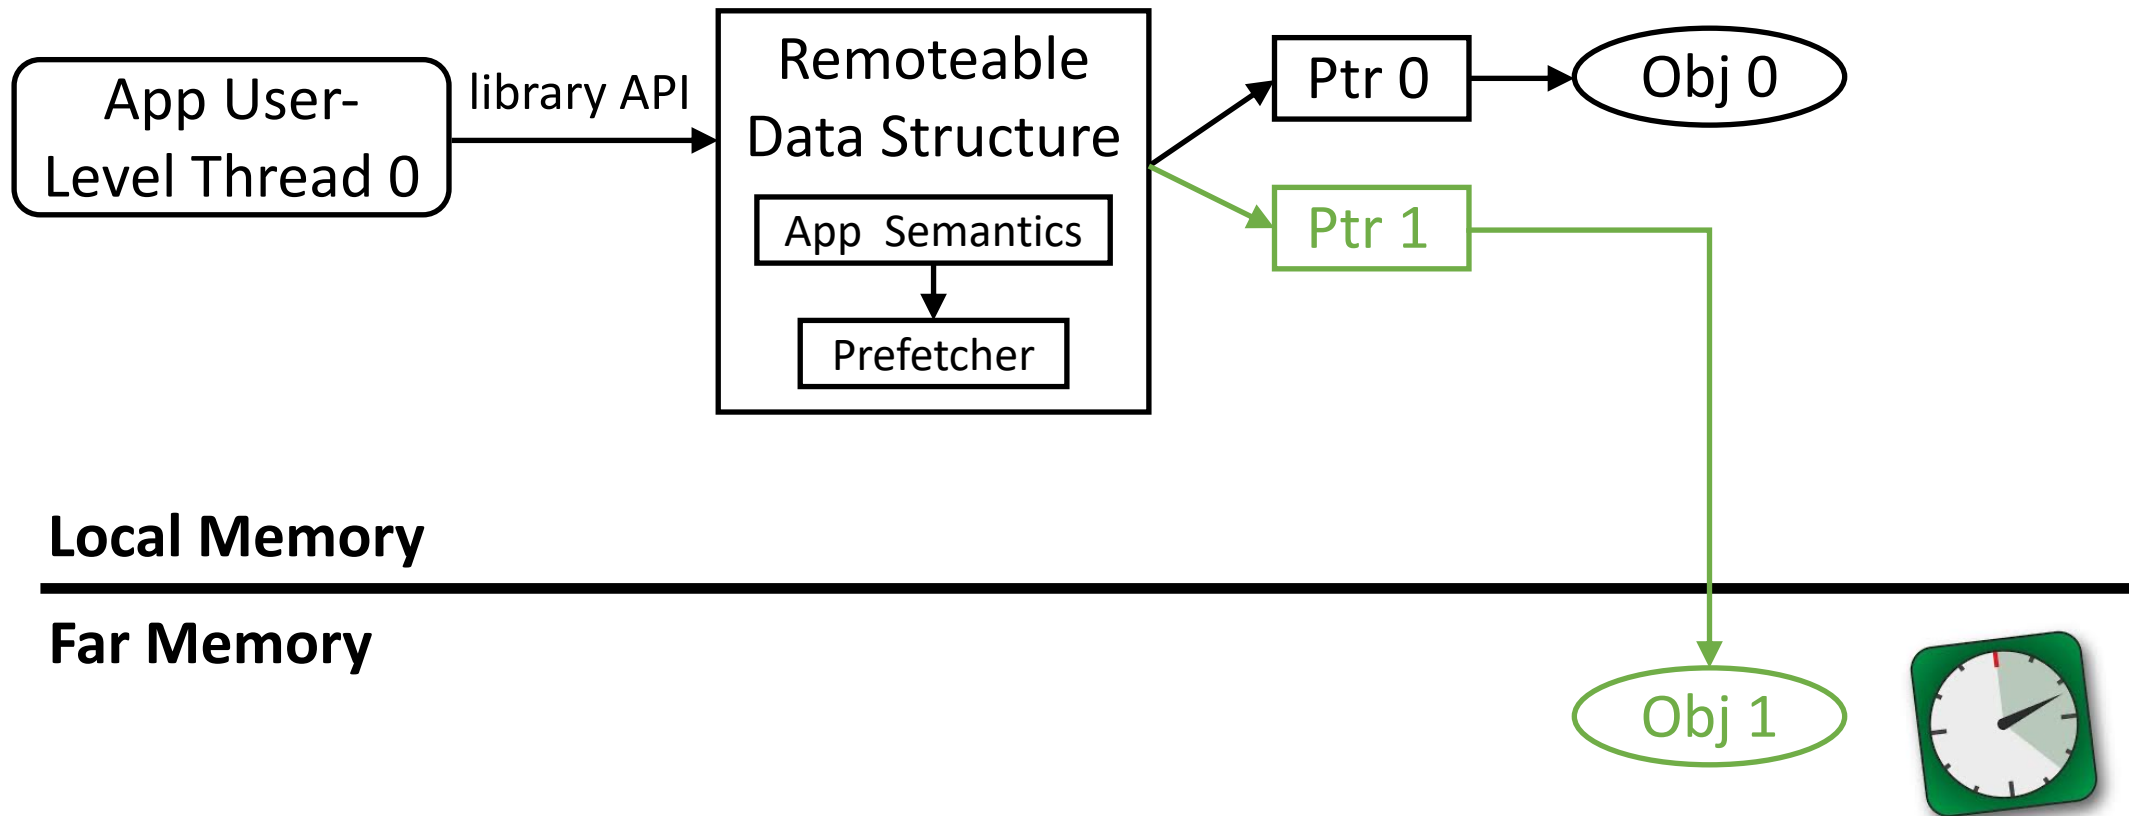 App User-
Level Thread 0
library API
Remoteable
Data Structure
App Semantics
Prefetcher
Ptr 0
Obj 0
Ptr 1
Local Memory
Far Memory
Obj 1